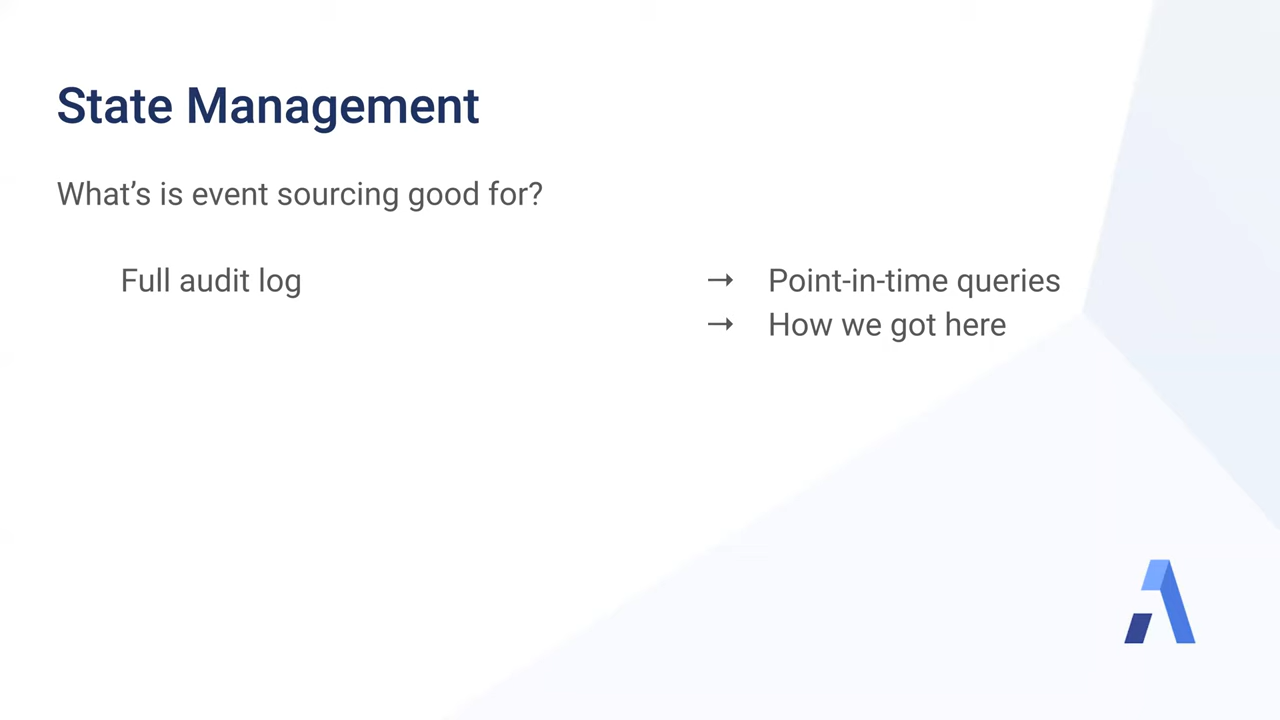 State Management
What's is event sourcing good for?
Full audit log → Point-in-time queries
→ How we got here